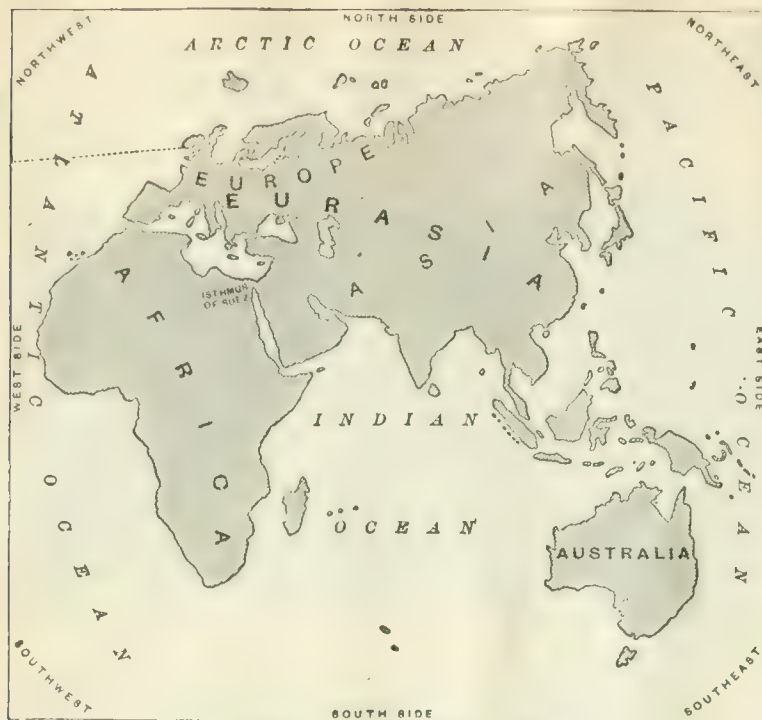 NORTH SIDE
NORTHWEST
NORTHEAST
ARCTIC OCEAN
ATLANTIC OCEAN
PACIFIC OCEAN
EUROPE
EURASIA
ASIA
ISTHMUS
OF SUEZ
AFRICA
WEST SIDE
EAST SIDE
INDIAN
OCEAN
AUSTRALIA
SOUTHWEST
SOUTHEAST
SOUTH SIDE